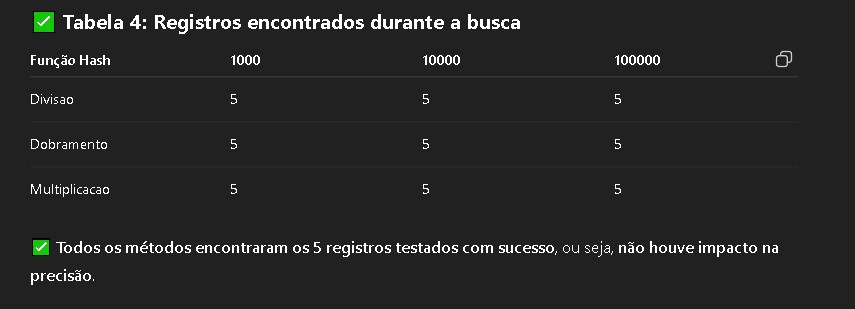 ✅ Tabela 4: Registros encontrados durante a busca
Função Hash 1000 10000 100000
Divisao 5 5 5
Dobramento 5 5 5
Multiplicacao 5 5 5
✅ Todos os métodos encontraram os 5 registros testados com sucesso, ou seja, não houve impacto na
precisão.